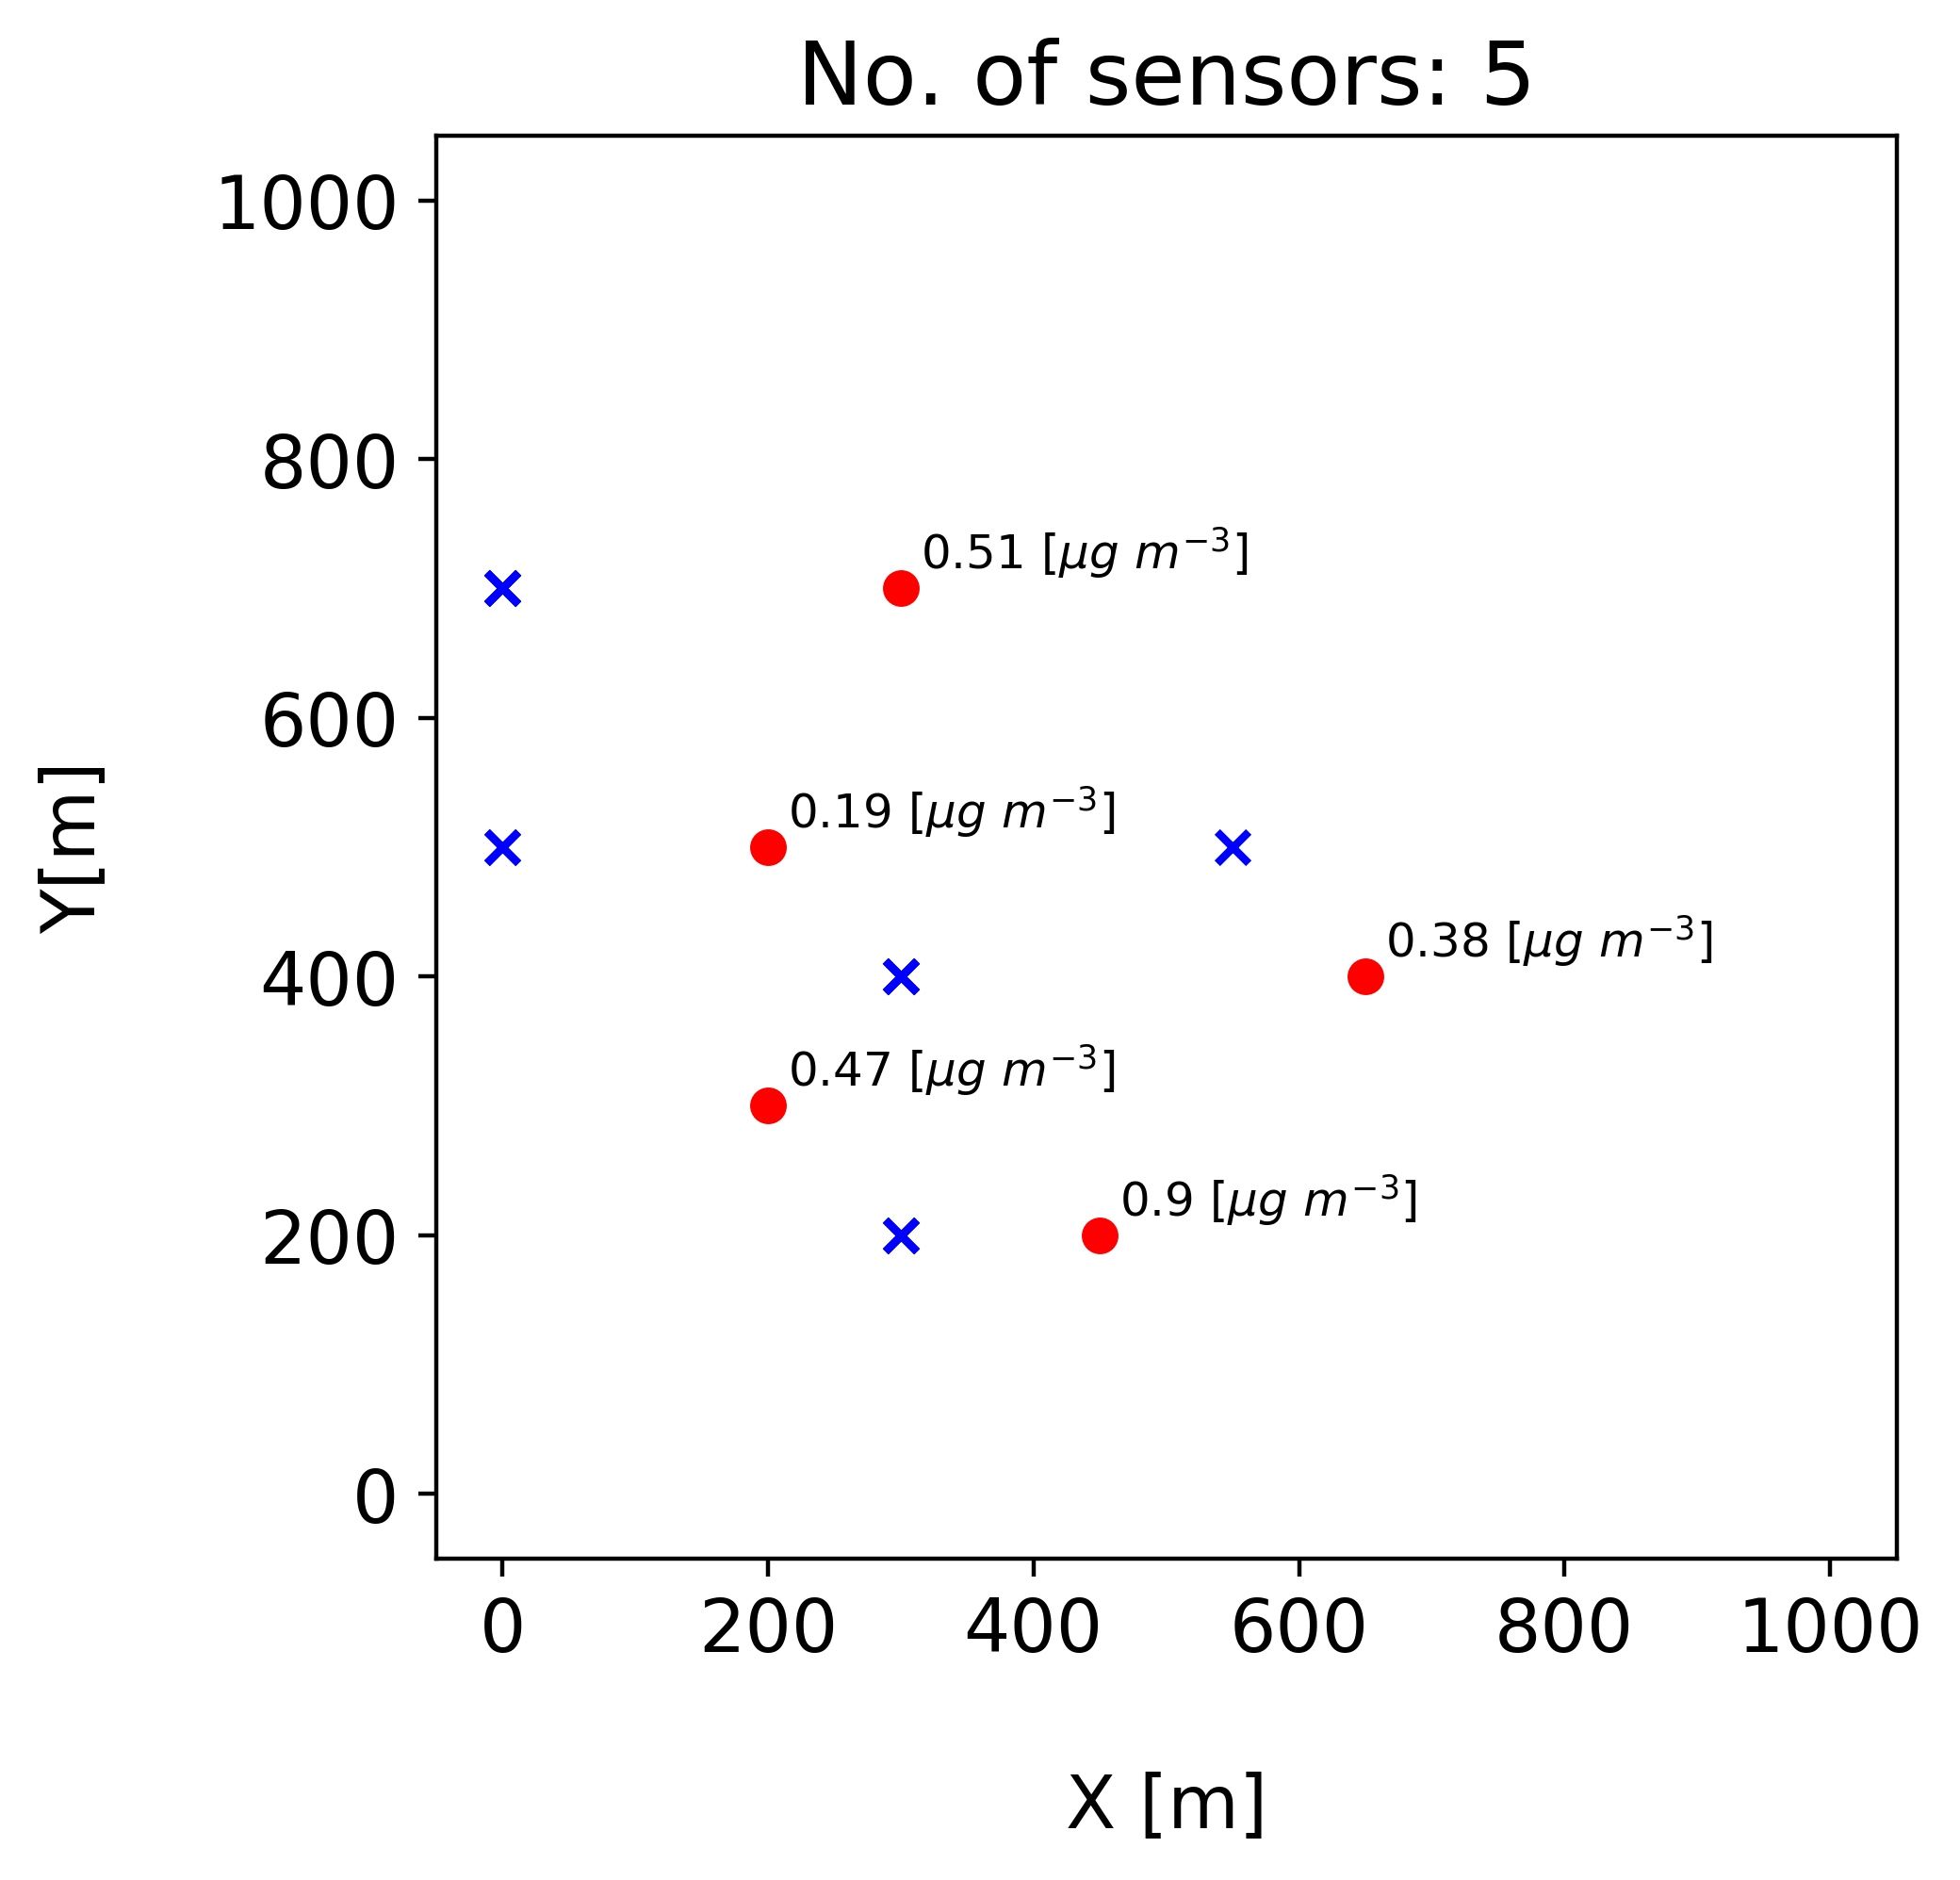 No. of sensors: 5
1000
800
600
400
200
0
Y[m]
0.51 [μg m⁻³]
0.19 [μg m⁻³]
0.38 [μg m⁻³]
0.47 [μg m⁻³]
0.9 [μg m⁻³]
0 200 400 600 800 1000
X [m]